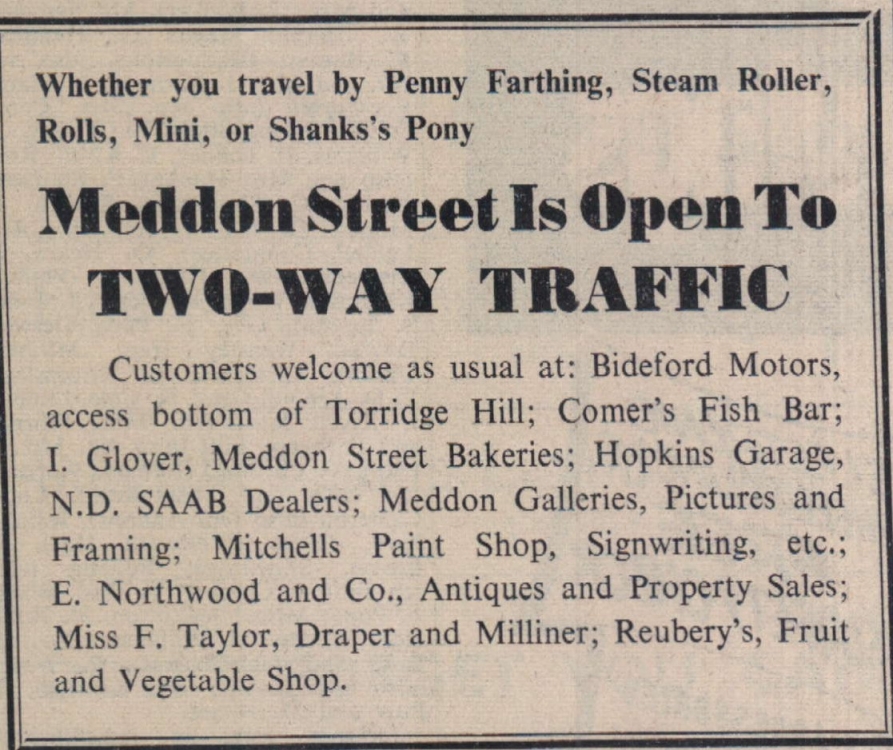 Whether you travel by Penny Farthing, Steam Roller,
Rolls, Mini, or Shanks's Pony
Meddon Street Is Open To
TWO-WAY TRAFFIC
Customers welcome as usual at: Bideford Motors,
access bottom of Torridge Hill; Comer's Fish Bar;
I. Glover, Meddon Street Bakeries; Hopkins Garage,
N.D. SAAB Dealers; Meddon Galleries, Pictures and
Framing; Mitchells Paint Shop, Signwriting, etc.;
E. Northwood and Co., Antiques and Property Sales;
Miss F. Taylor, Draper and Milliner; Reubery's, Fruit
and Vegetable Shop.